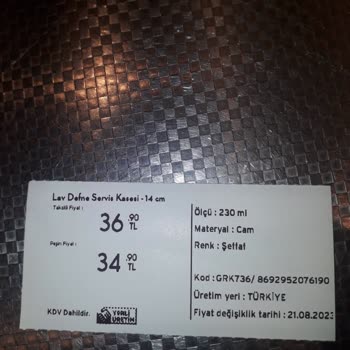 Lav Defne Servis Kasesi - 14 cm
Taksitli Fiyat :
36 .90 TL
Peşin Fiyat :
34 .90 TL
KDV Dahildir.
YERLİ ÜRETİM
Ölçü : 230 ml
Materyal : Cam
Renk : Şeffaf
Kod : GRK736/ 8692952076190
Üretim yeri : TÜRKİYE
Fiyat değişiklik tarihi : 21.08.2023